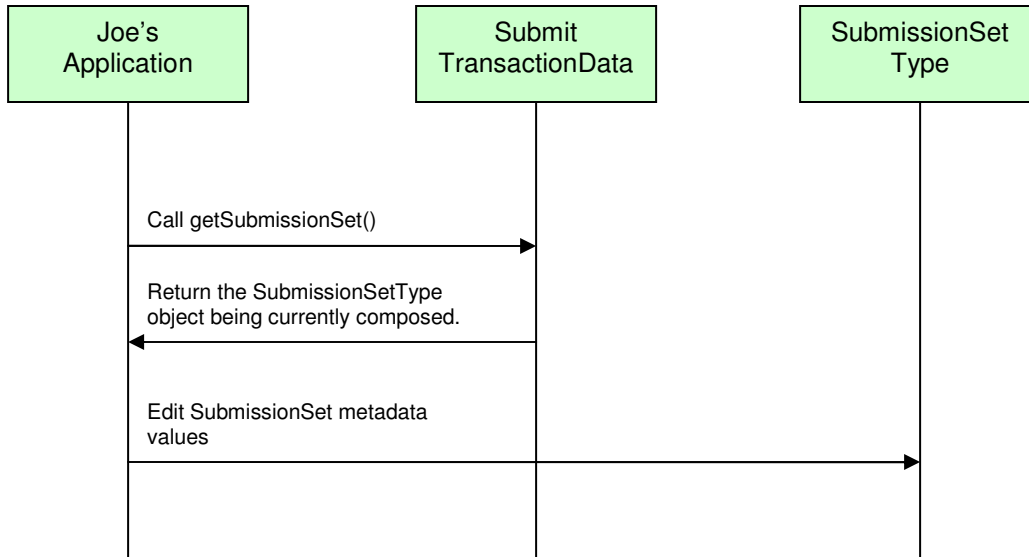 Joe's
Application
Submit
TransactionData
SubmissionSet
Type
Call getSubmissionSet()
Return the SubmissionSetType
object being currently composed.
Edit SubmissionSet metadata
values